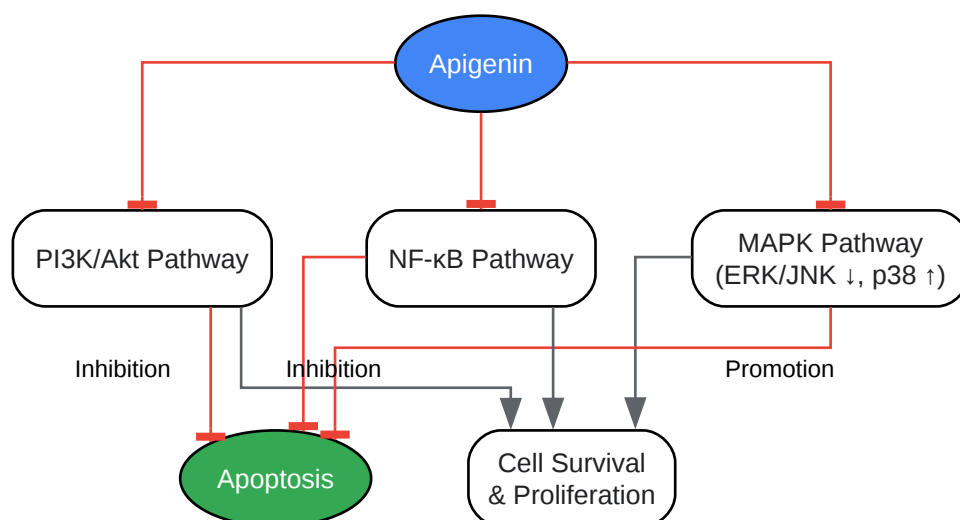 Apigenin
PI3K/Akt Pathway
NF-κB Pathway
MAPK Pathway
(ERK/JNK ↓, p38 ↑)
Inhibition
Inhibition
Promotion
Apoptosis
Cell Survival
& Proliferation